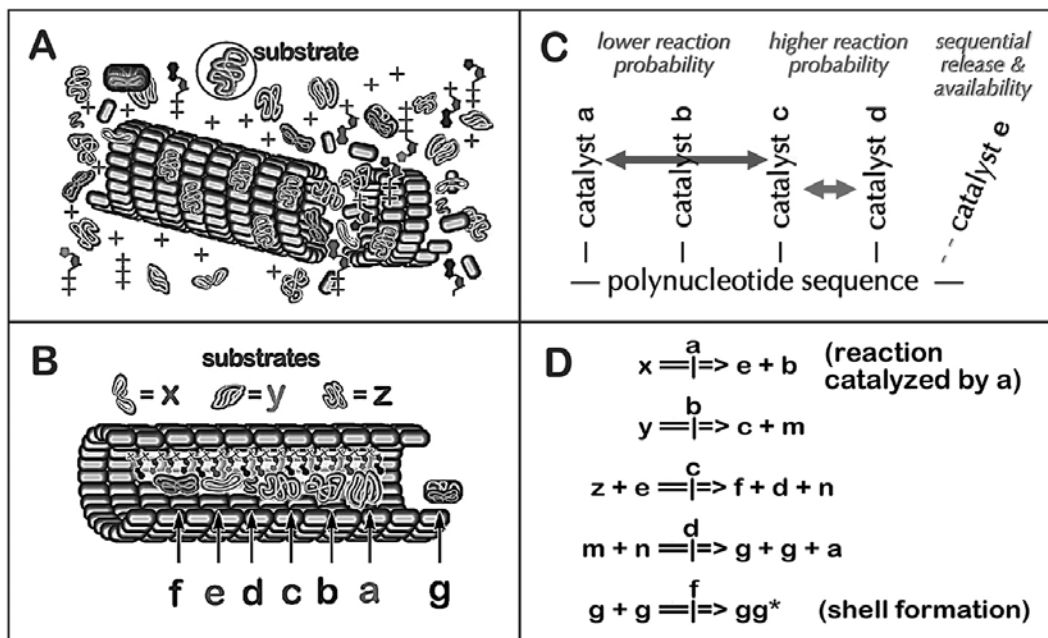 A
substrate
B
substrates
= x = y = z
f e d c b a g
C
lower reaction
probability
higher reaction
probability
sequential
release &
availability
catalyst a
catalyst b
catalyst c
catalyst d
catalyst e
— polynucleotide sequence —
D
a
x ═|=> e + b (reaction
catalyzed by a)
b
y ═|=> c + m
c
z + e ═|=> f + d + n
d
m + n ═|=> g + g + a
f
g + g ═|=> gg* (shell formation)